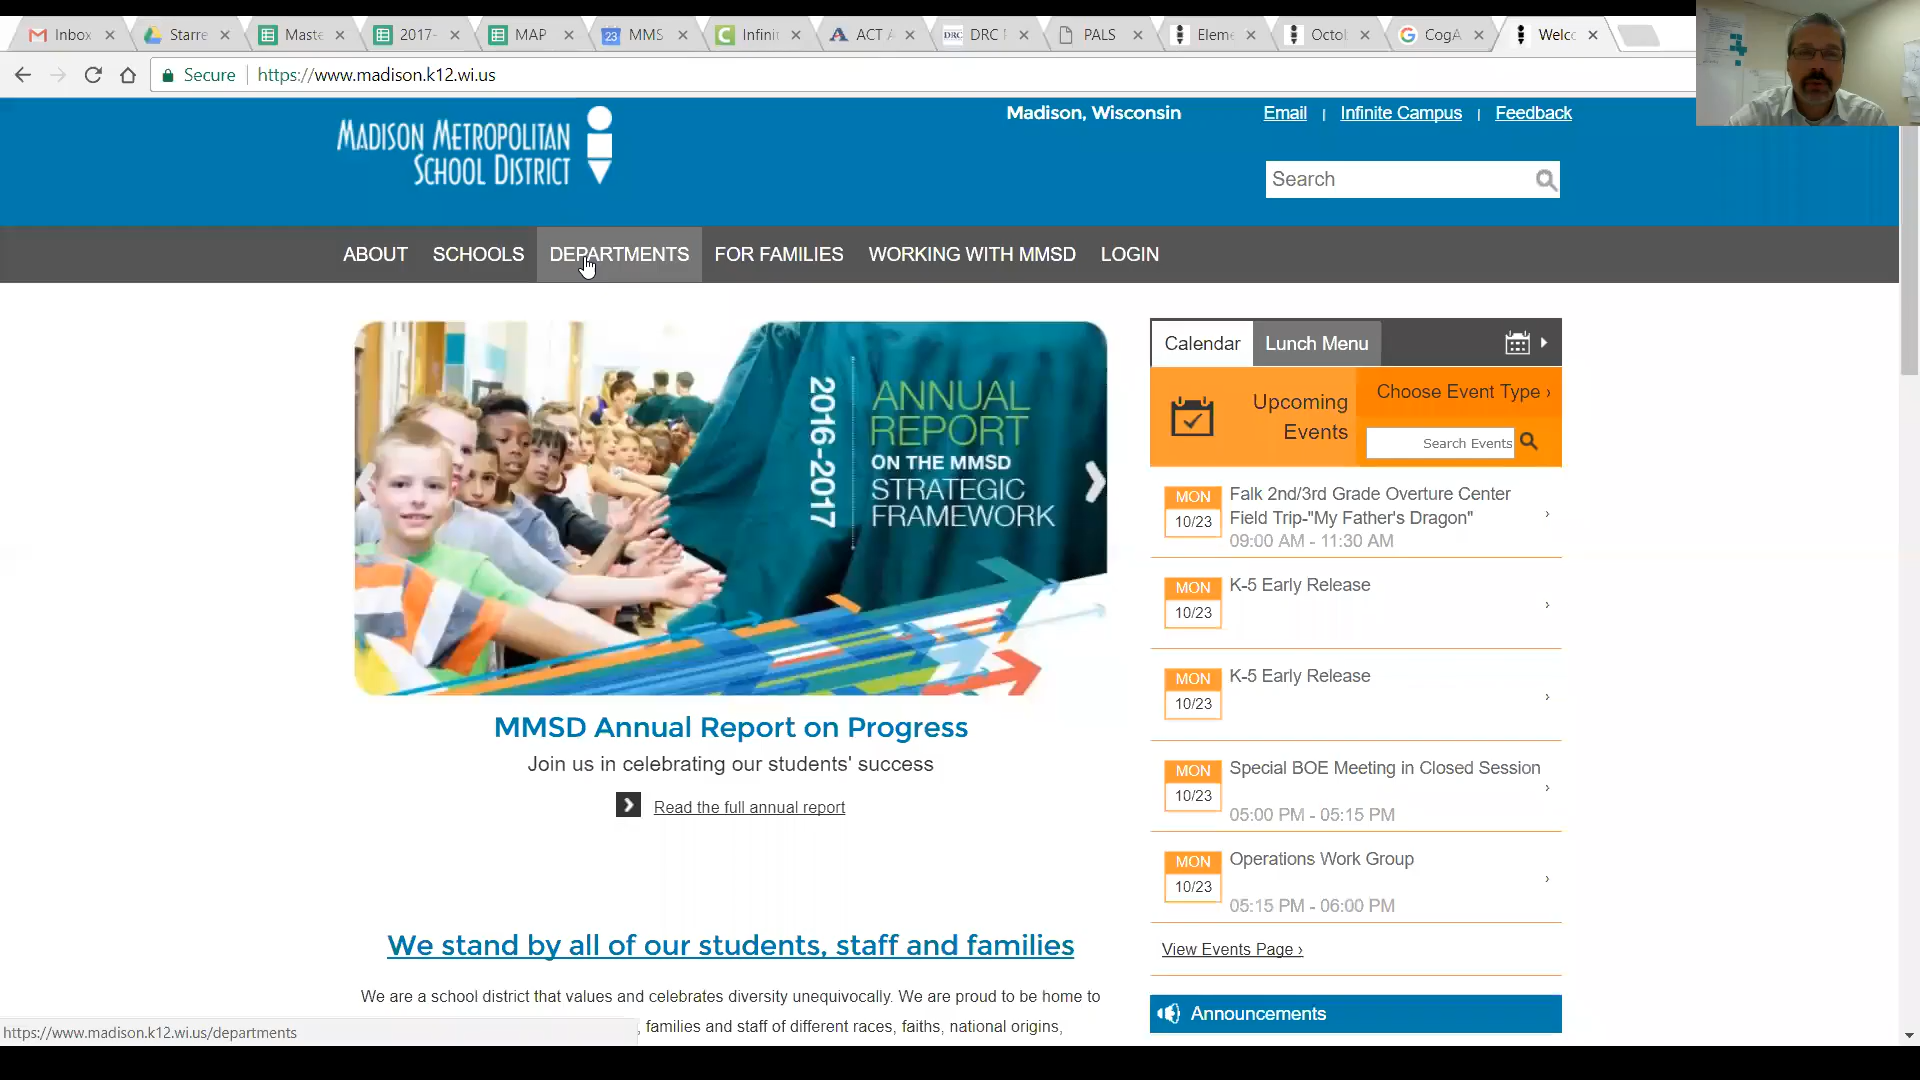 Inbox
Starre
Maste
2017-
MAP
23
MMS
Infini
ACT
DRC
DRC
PALS
Eleme
Octo
CogA
Welco
Secure
https://www.madison.k12.wi.us
Madison Metropolitan
School District
Madison, Wisconsin
Email | Infinite Campus | Feedback
Search
ABOUT SCHOOLS DEPARTMENTS FOR FAMILIES WORKING WITH MMSD LOGIN
2016-2017
ANNUAL
REPORT
ON THE MMSD
STRATEGIC
FRAMEWORK
MMSD Annual Report on Progress
Join us in celebrating our students' success
Read the full annual report
We stand by all of our students, staff and families
We are a school district that values and celebrates diversity unequivocally. We are proud to be home to
, families and staff of different races, faiths, national origins,
Calendar Lunch Menu
Upcoming
Events
Choose Event Type ›
Search Events
MON
10/23
Falk 2nd/3rd Grade Overture Center
Field Trip-"My Father's Dragon"
09:00 AM - 11:30 AM
MON
10/23
K-5 Early Release
MON
10/23
K-5 Early Release
MON
10/23
Special BOE Meeting in Closed Session
05:00 PM - 05:15 PM
MON
10/23
Operations Work Group
05:15 PM - 06:00 PM
View Events Page ›
Announcements
https://www.madison.k12.wi.us/departments